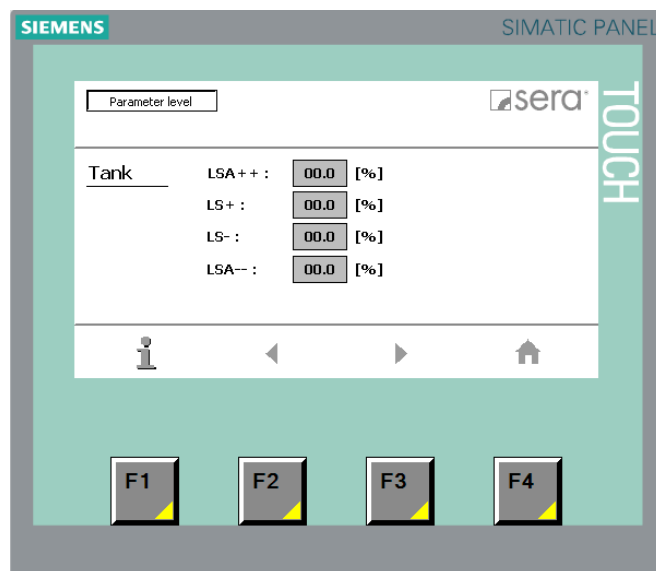 SIEMENS
SIMATIC PANEL
TOUCH
Parameter level
sera
Tank
LSA++ : 00.0 [%]
LS+ : 00.0 [%]
LS- : 00.0 [%]
LSA-- : 00.0 [%]
F1 F2 F3 F4